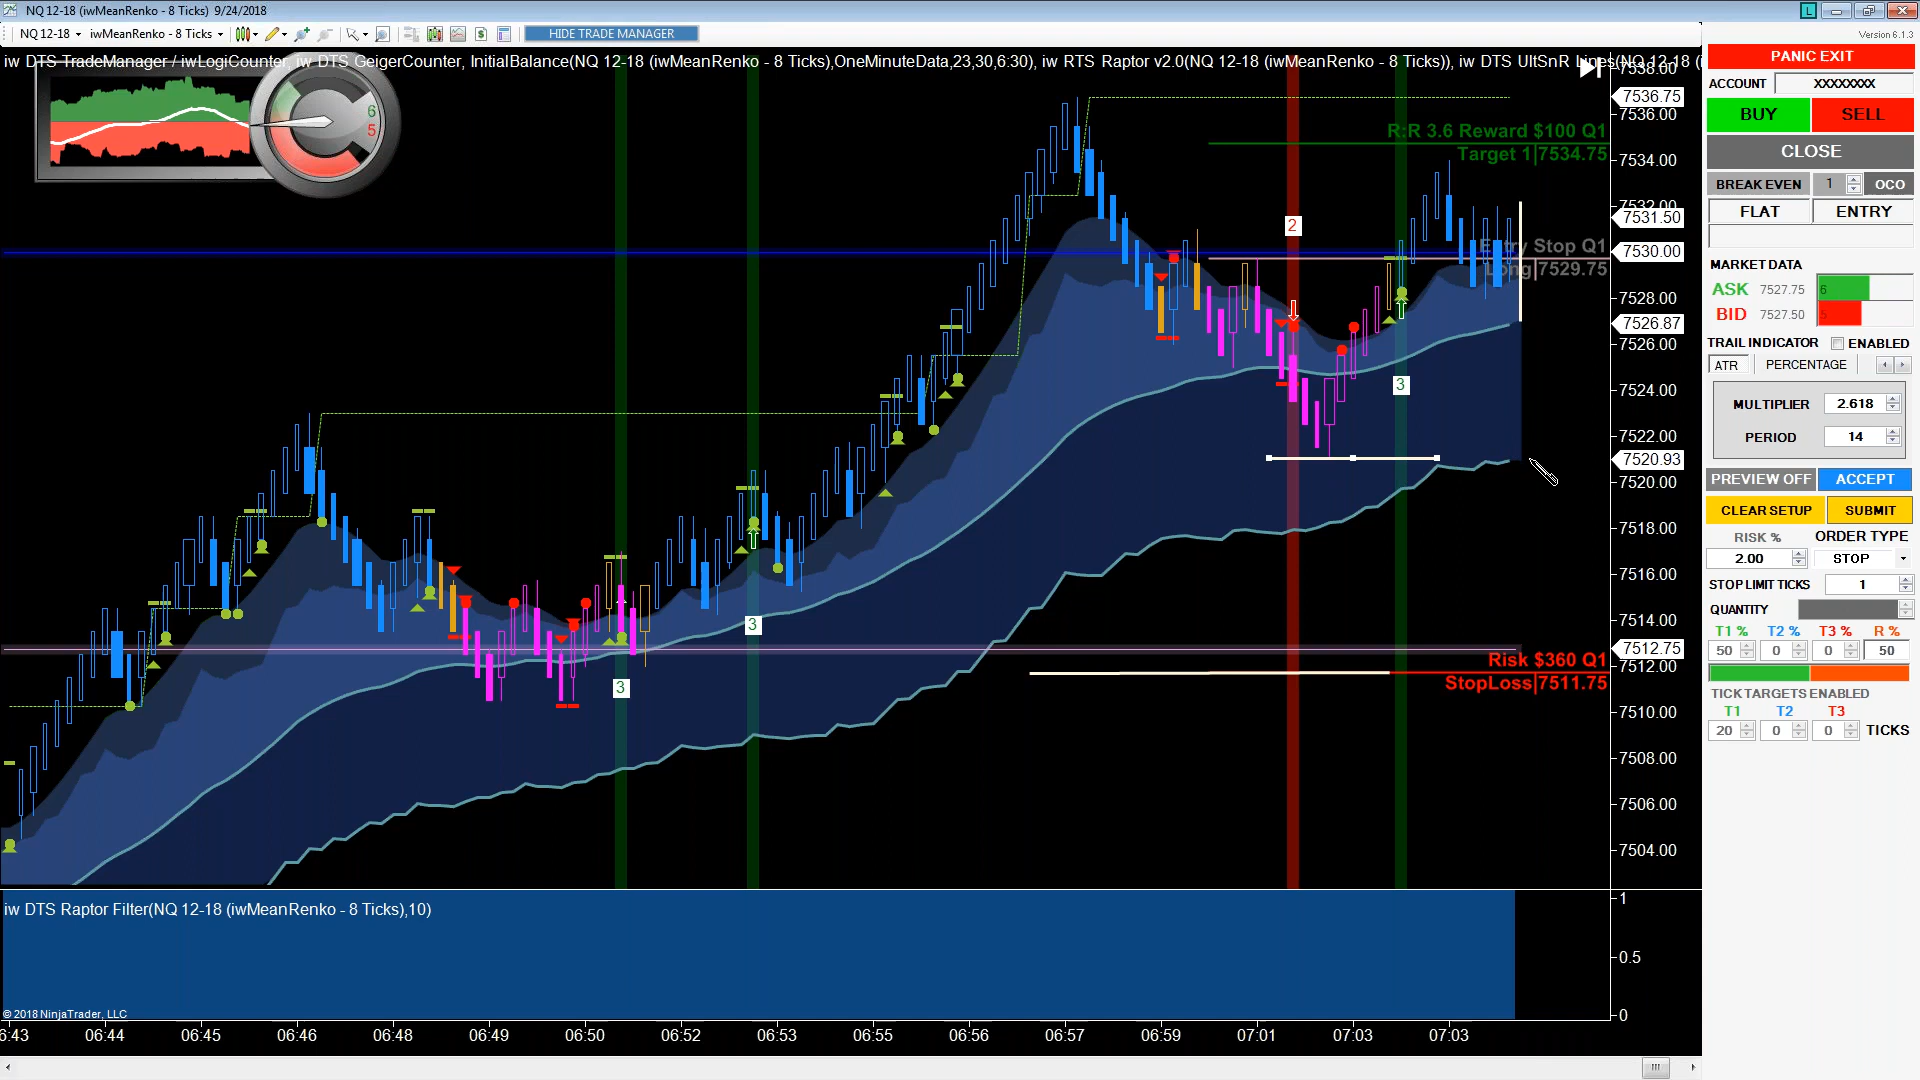 NQ 12-18 (iwMeanRenko - 8 Ticks)  9/24/2018
L
NQ 12-18 iwMeanRenko - 8 Ticks
HIDE TRADE MANAGER
iw DTS TradeManager / iwLogiCounter, iw DTS GeigerCounter, InitialBalance(NQ 12-18 (iwMeanRenko - 8 Ticks),OneMinuteData,23,30,6:30), iw RTS Raptor v2.0(NQ 12-18 (iwMeanRenko - 8 Ticks)), iw DTS UltSnR Lines(NQ 12-18 (i
6
5
R:R 3.6 Reward $100 Q1
Target 1|7534.75
2
Entry Stop Q1
Long|7529.75
3
3
3
Risk $360 Q1
StopLoss|7511.75
7538.00
7536.75
7536.00
7534.00
7532.00
7531.50
7530.00
7528.00
7526.87
7526.00
7524.00
7522.00
7520.93
7520.00
7518.00
7516.00
7514.00
7512.75
7512.00
7510.00
7508.00
7506.00
7504.00
iw DTS Raptor Filter(NQ 12-18 (iwMeanRenko - 8 Ticks),10)
1
0.5
0
© 2018 NinjaTrader, LLC
6:43 06:44 06:45 06:46 06:48 06:49 06:50 06:52 06:53 06:55 06:56 06:57 06:59 07:01 07:03 07:03
Version 6.1.3
PANIC EXIT
ACCOUNT XXXXXXXX
BUY SELL
CLOSE
BREAK EVEN 1 OCO
FLAT ENTRY
MARKET DATA
ASK 7527.75 6
BID 7527.50 5
TRAIL INDICATOR ENABLED
ATR PERCENTAGE
MULTIPLIER 2.618
PERIOD 14
PREVIEW OFF ACCEPT
CLEAR SETUP SUBMIT
RISK % ORDER TYPE
2.00 STOP
STOP LIMIT TICKS 1
QUANTITY
T1 % T2 % T3 % R %
50 0 0 50
TICK TARGETS ENABLED
T1 T2 T3
20 0 0 TICKS